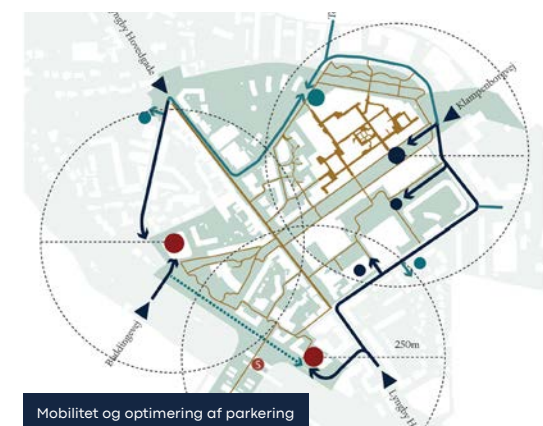 Lyngby Hovedgade
Klampenborgvej
Buddingevej
250m
S
Lyngby H
Mobilitet og optimering af parkering